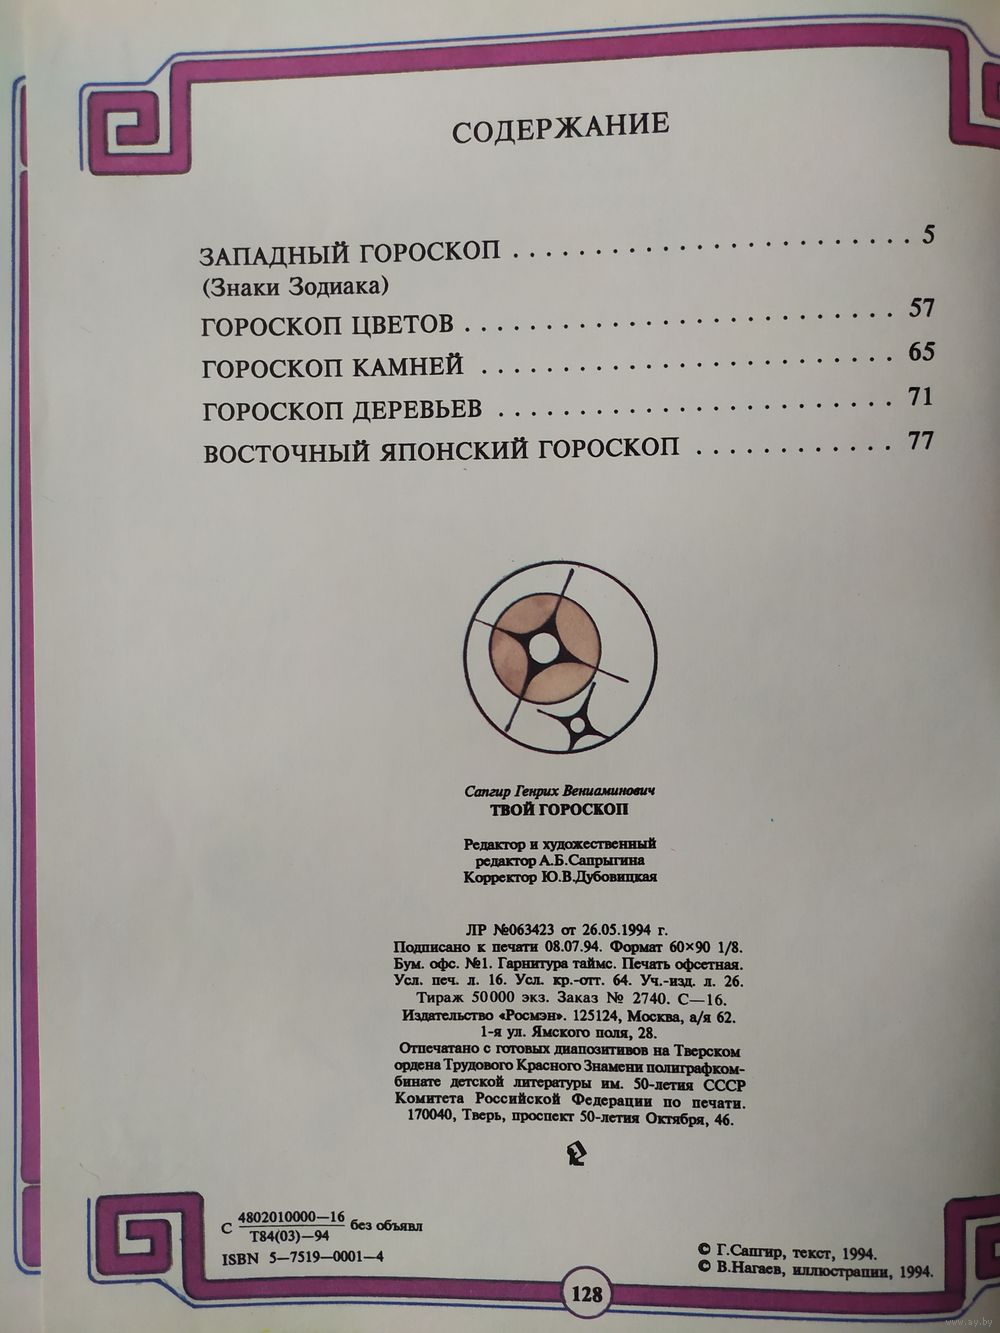 СОДЕРЖАНИЕ
ЗАПАДНЫЙ ГОРОСКОП . . . . . . . . . . . . . . . . . . . . . . . . . . 5
(Знаки Зодиака)
ГОРОСКОП ЦВЕТОВ . . . . . . . . . . . . . . . . . . . . . . . . . . . . 57
ГОРОСКОП КАМНЕЙ . . . . . . . . . . . . . . . . . . . . . . . . . . . 65
ГОРОСКОП ДЕРЕВЬЕВ . . . . . . . . . . . . . . . . . . . . . . . . . . 71
ВОСТОЧНЫЙ ЯПОНСКИЙ ГОРОСКОП . . . . . . . . . . . . 77
Сапгир Генрих Вениаминович
ТВОЙ ГОРОСКОП
Редактор и художественный
редактор А.Б.Сапрыгина
Корректор Ю.В.Дубовицкая
ЛР №063423 от 26.05.1994 г.
Подписано к печати 08.07.94. Формат 60×90 1/8.
Бум. офс. №1. Гарнитура таймс. Печать офсетная.
Усл. печ. л. 16. Усл. кр.-отт. 64. Уч.-изд. л. 26.
Тираж 50000 экз. Заказ № 2740. С—16.
Издательство «Росмэн». 125124, Москва, а/я 62.
1-я ул. Ямского поля, 28.
Отпечатано с готовых диапозитивов на Тверском
ордена Трудового Красного Знамени полиграфком-
бинате детской литературы им. 50-летия СССР
Комитета Российской Федерации по печати.
170040, Тверь, проспект 50-летия Октября, 46.
С 4802010000—16 без объявл
Т84(03)—94
ISBN 5—7519—0001—4
© Г.Сапгир, текст, 1994.
© В.Нагаев, иллюстрации, 1994.
128
www.ay.by